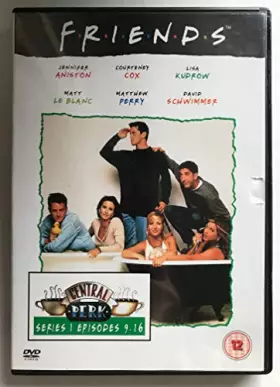 F·R·I·E·N·D·S™
JENNIFER ANISTON
COURTENEY COX
LISA KUDROW
MATT LE BLANC
MATTHEW PERRY
DAVID SCHWIMMER
CENTRAL
PERK
SERIES 1 EPISODES 9-16
DVD
12